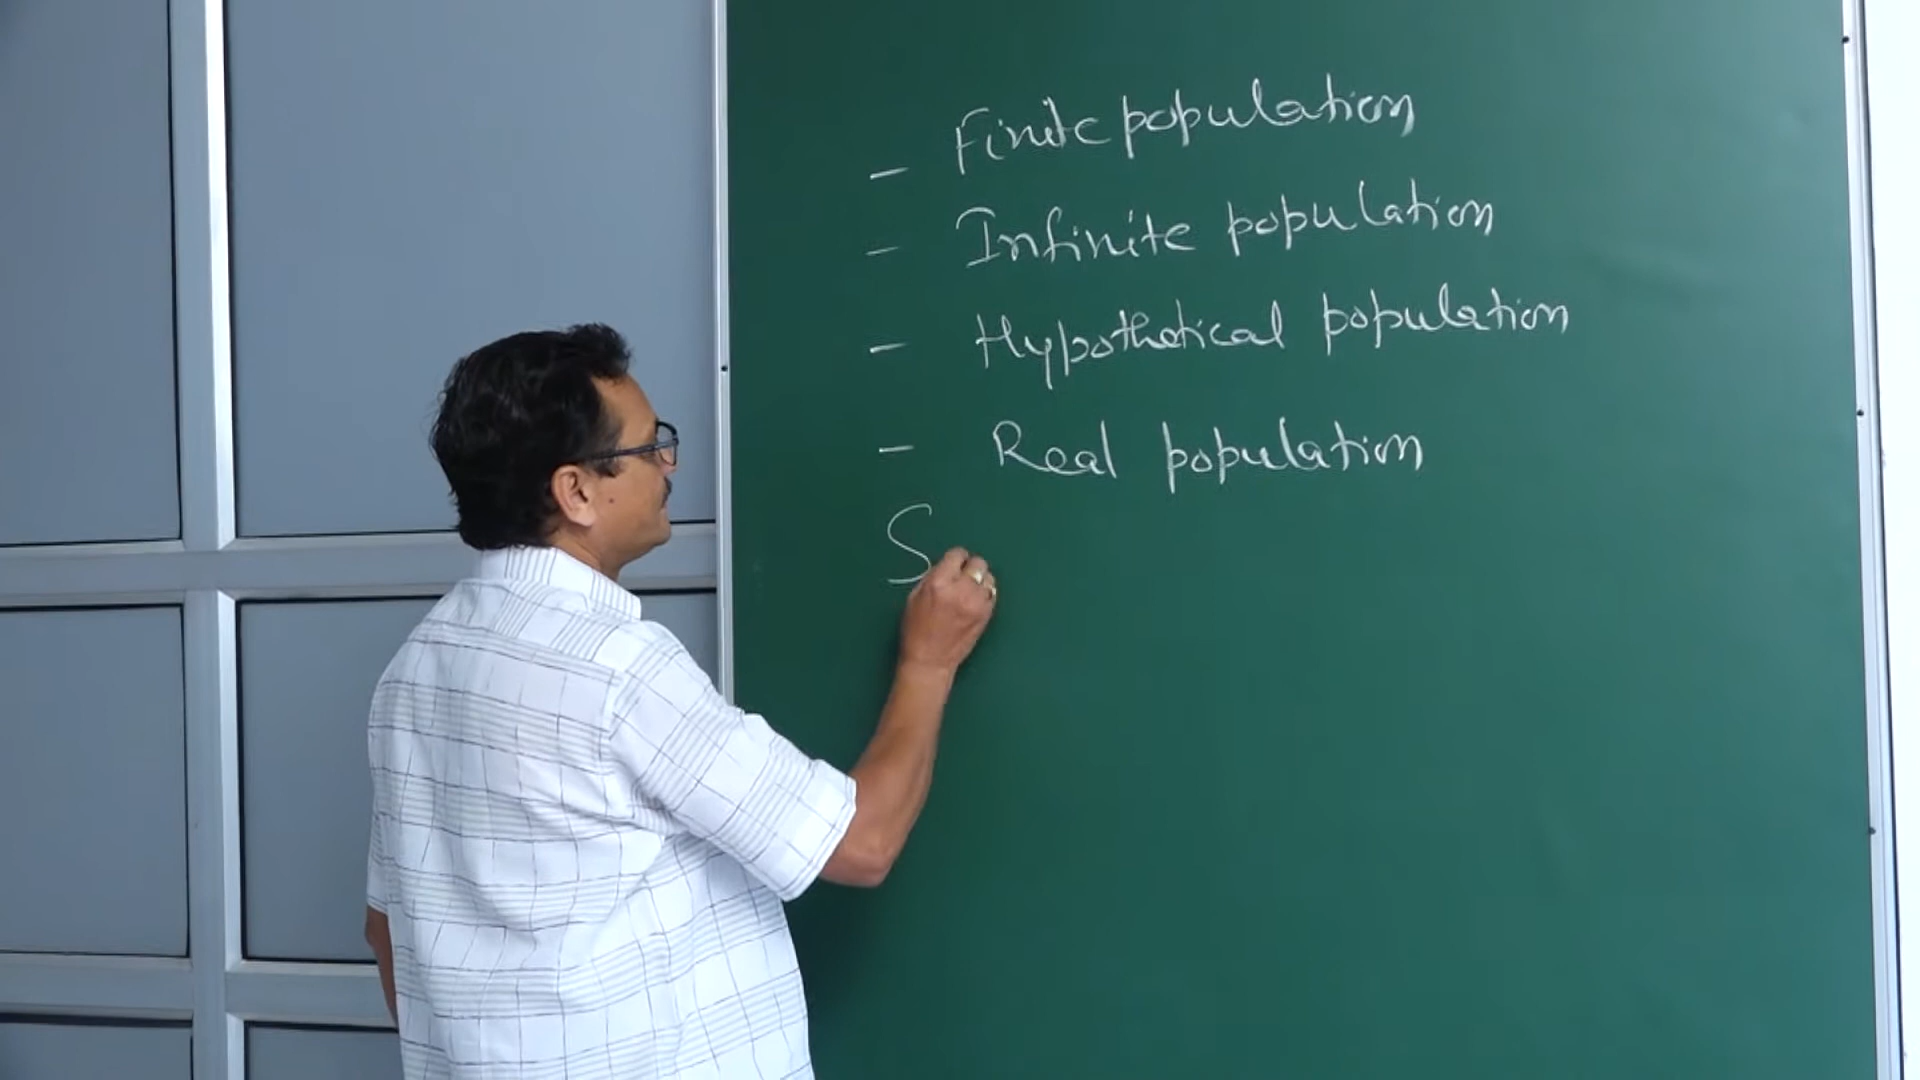 - Finite population
- Infinite population
- Hypothetical population
- Real population
S